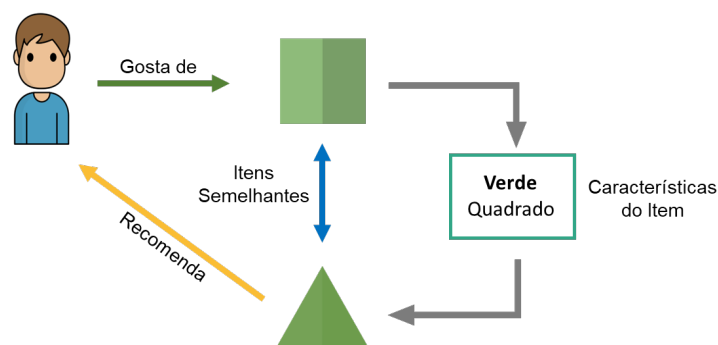 Gosta de
Itens
Semelhantes
Verde
Quadrado
Características
do Item
Recomenda